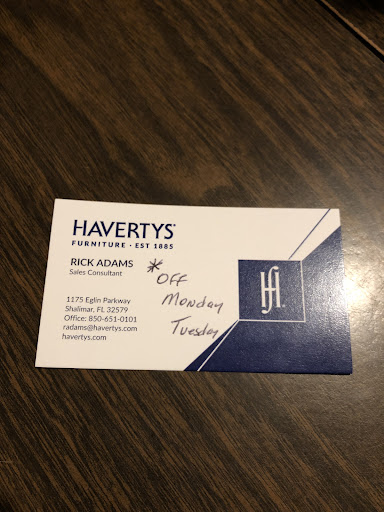 HAVERTYS®
FURNITURE · EST 1885
RICK ADAMS
Sales Consultant
* OFF
Monday
Tuesday
1175 Eglin Parkway
Shalimar, FL 32579
Office: 850-651-0101
radams@havertys.com
havertys.com
H